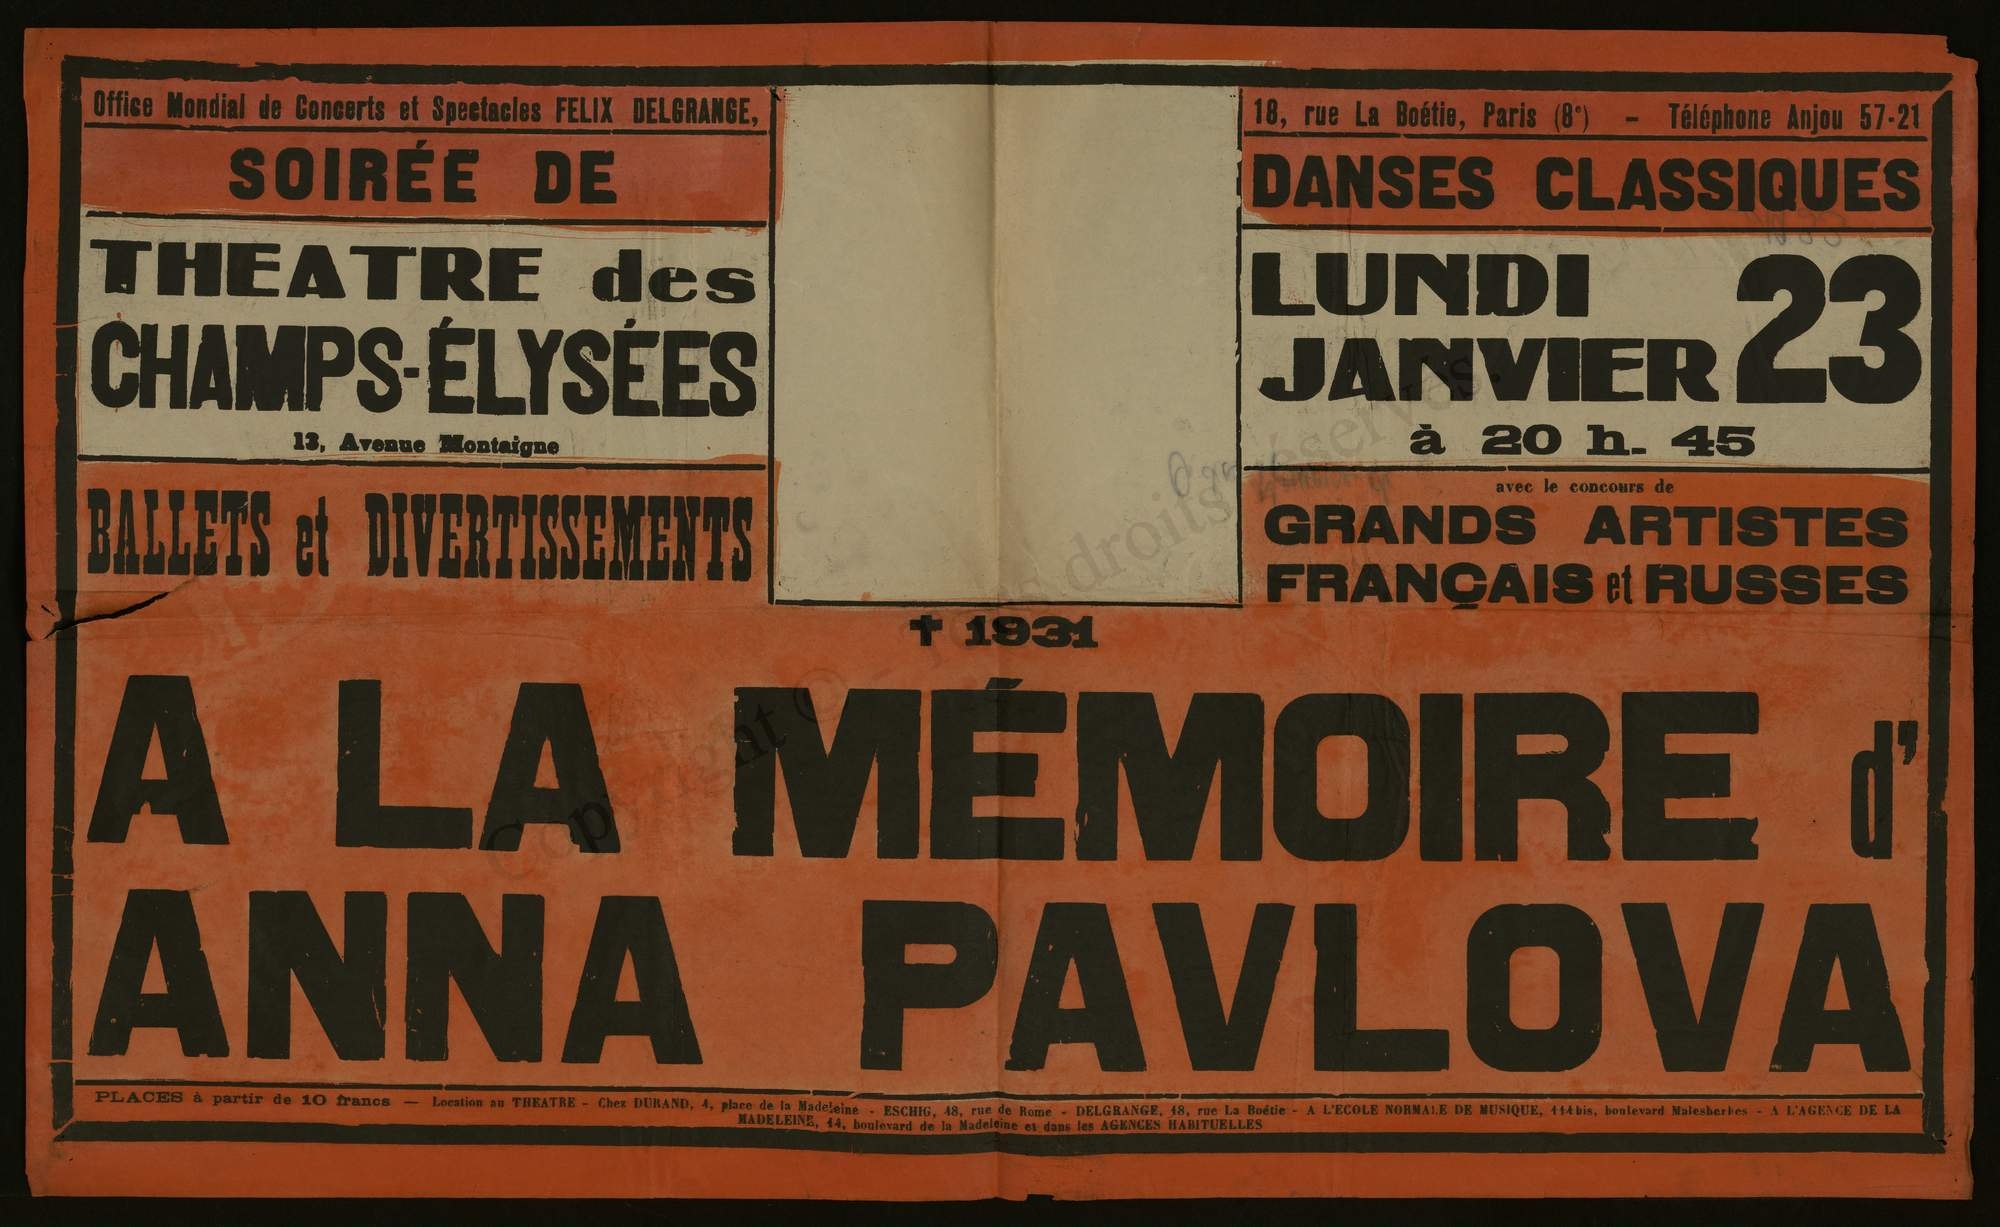 Office Mondial de Concerts et Spectacles FELIX DELGRANGE,
18, rue La Boétie, Paris (8e) - Téléphone Anjou 57-21
SOIRÉE DE
DANSES CLASSIQUES
THEATRE des
CHAMPS-ÉLYSÉES
13, Avenue Montaigne
LUNDI
JANVIER 23
à 20 h. 45
BALLETS et DIVERTISSEMENTS
avec le concours de
GRANDS ARTISTES
FRANÇAIS et RUSSES
† 1931
A LA MÉMOIRE d'
ANNA PAVLOVA
PLACES à partir de 10 francs — Location au THEATRE - Chez DURAND, 4, place de la Madeleine - ESCHIG, 48, rue de Rome - DELGRANGE, 18, rue La Boétie - A L'ECOLE NORMALE DE MUSIQUE, 114bis, boulevard Malesherbes - A L'AGENCE DE LA
MADELEINE, 14, boulevard de la Madeleine et dans les AGENCES HABITUELLES
Copyright © - Tous droits réservés.